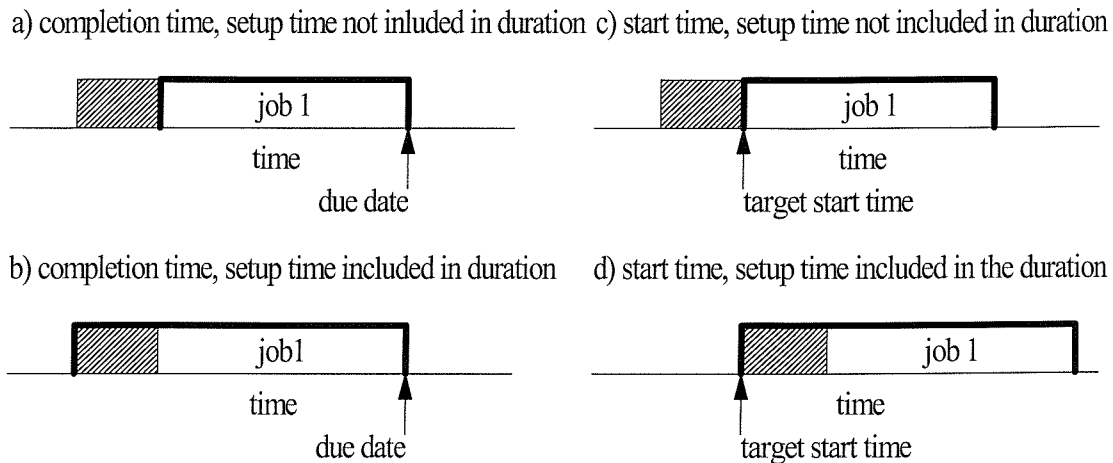 a) completion time, setup time not inluded in duration
job 1
time
due date
c) start time, setup time not included in duration
job 1
time
target start time
b) completion time, setup time included in duration
job1
time
due date
d) start time, setup time included in the duration
job 1
time
target start time